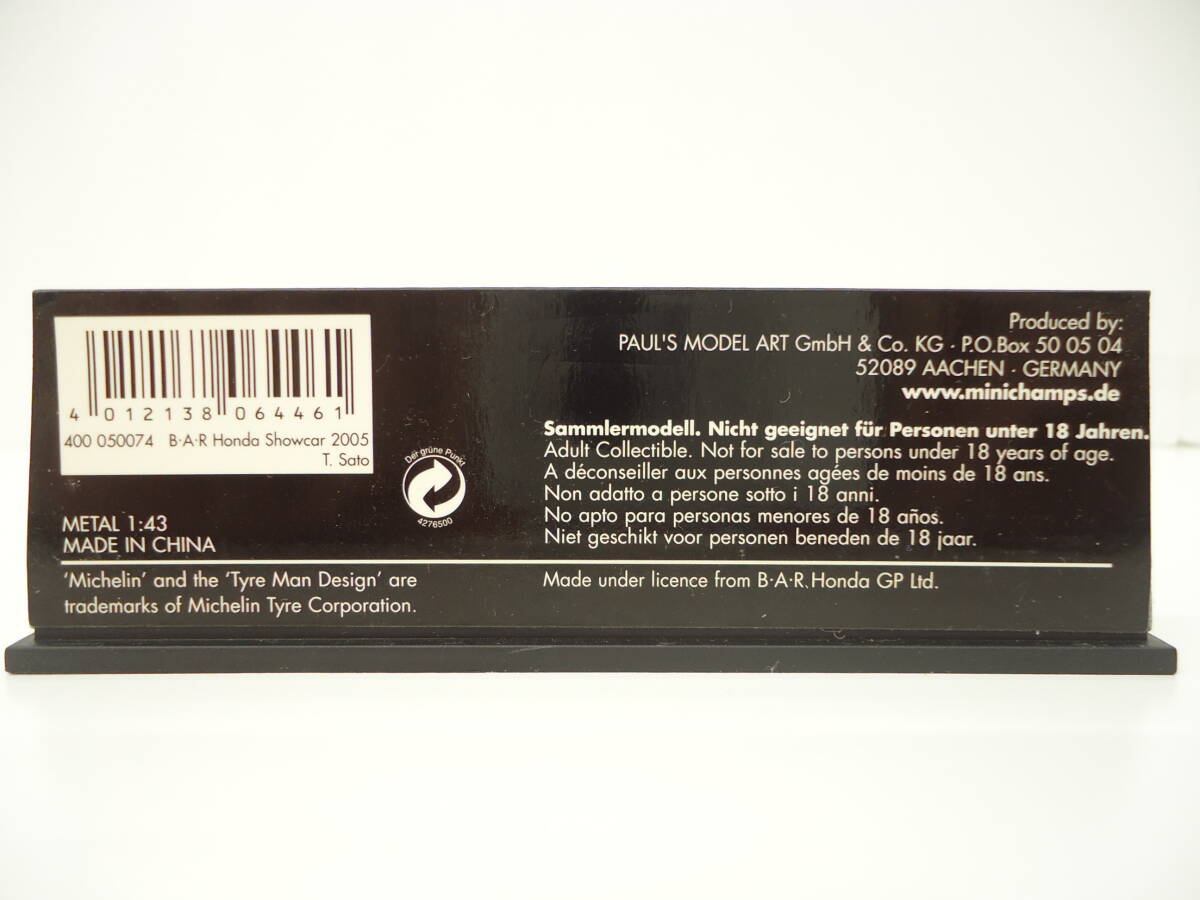 4 012138 064461
400 050074 B·A·R Honda Showcar 2005
T. Sato
METAL 1:43
MADE IN CHINA
Der grüne Punkt
4276500
Produced by:
PAUL'S MODEL ART GmbH & Co. KG · P.O.Box 50 05 04
52089 AACHEN · GERMANY
www.minichamps.de
Sammlermodell. Nicht geeignet für Personen unter 18 Jahren.
Adult Collectible. Not for sale to persons under 18 years of age.
A déconseiller aux personnes agées de moins de 18 ans.
Non adatto a persone sotto i 18 anni.
No apto para personas menores de 18 años.
Niet geschikt voor personen beneden de 18 jaar.
'Michelin' and the 'Tyre Man Design' are
trademarks of Michelin Tyre Corporation.
Made under licence from B·A·R Honda GP Ltd.